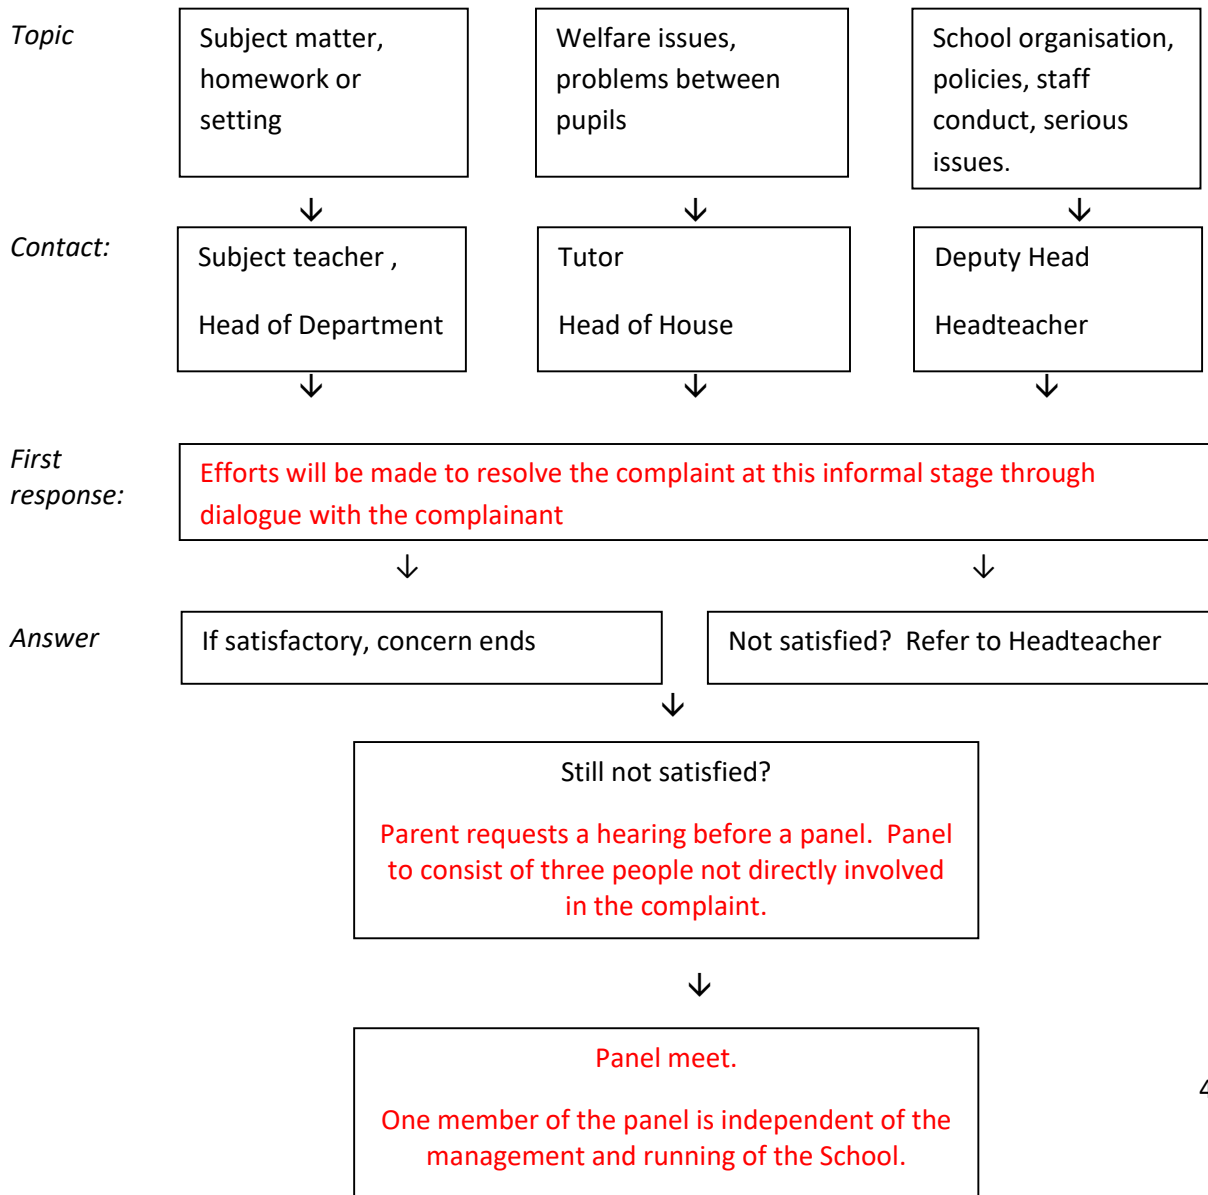 Topic
Subject matter,
homework or
setting
Welfare issues,
problems between
pupils
School organisation,
policies, staff
conduct, serious
issues.
Contact:
Subject teacher ,
Head of Department
Tutor
Head of House
Deputy Head
Headteacher
First
response:
Efforts will be made to resolve the complaint at this informal stage through
dialogue with the complainant
Answer
If satisfactory, concern ends
Not satisfied?  Refer to Headteacher
Still not satisfied?
Parent requests a hearing before a panel.  Panel
to consist of three people not directly involved
in the complaint.
Panel meet.
One member of the panel is independent of the
management and running of the School.
4